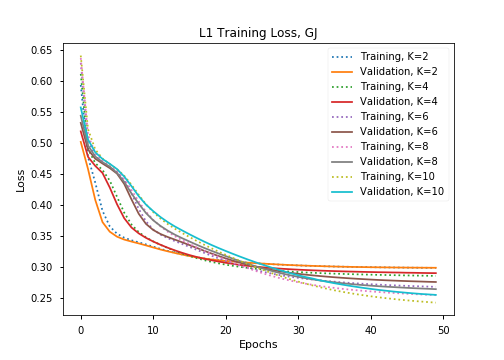 L1 Training Loss, GJ
0.65
0.60
0.55
0.50
0.45
0.40
0.35
0.30
0.25
Loss
Training, K=2
Validation, K=2
Training, K=4
Validation, K=4
Training, K=6
Validation, K=6
Training, K=8
Validation, K=8
Training, K=10
Validation, K=10
0 10 20 30 40 50
Epochs